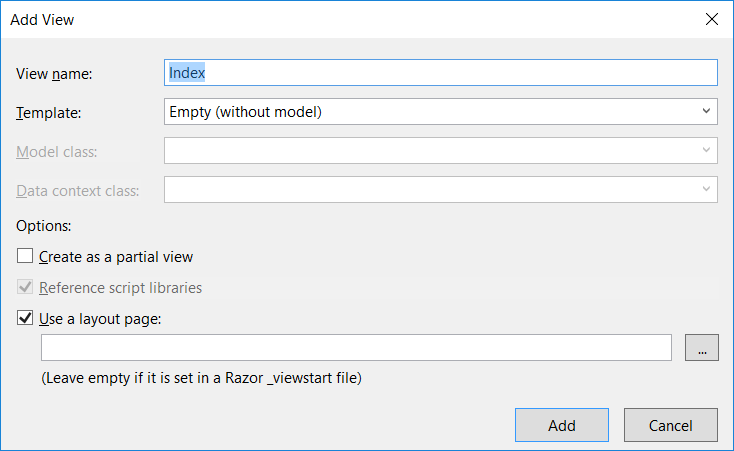 Add View
View name: Index
Template: Empty (without model)
Model class:
Data context class:
Options:
Create as a partial view
Reference script libraries
Use a layout page:
...
(Leave empty if it is set in a Razor _viewstart file)
Add Cancel